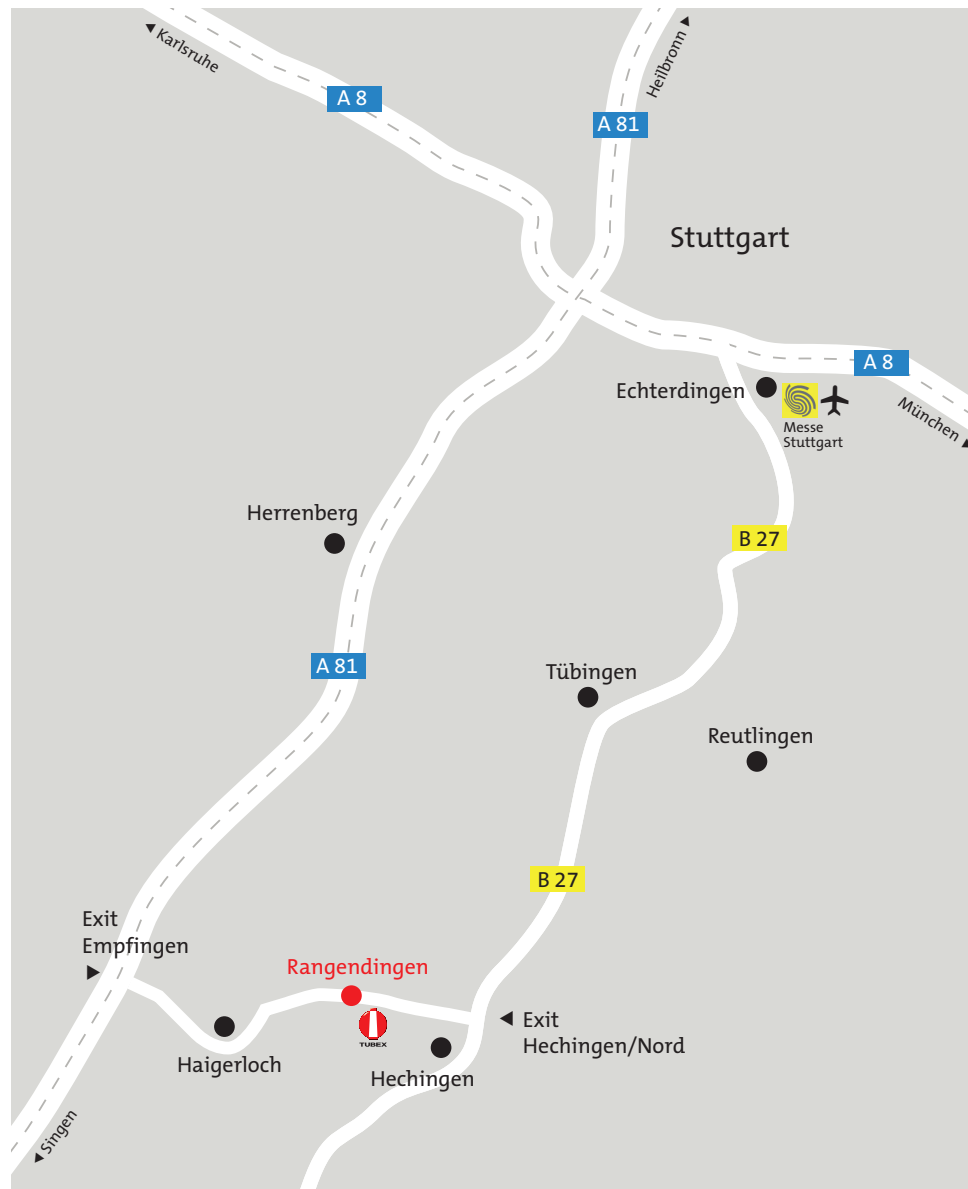 Karlsruhe
Heilbronn
A 8
A 81
Stuttgart
A 8
Echterdingen
München
Messe
Stuttgart
Herrenberg
B 27
A 81
Tübingen
Reutlingen
B 27
Exit
Empfingen
Rangendingen
TUBEX
Exit
Hechingen/Nord
Haigerloch
Hechingen
Singen